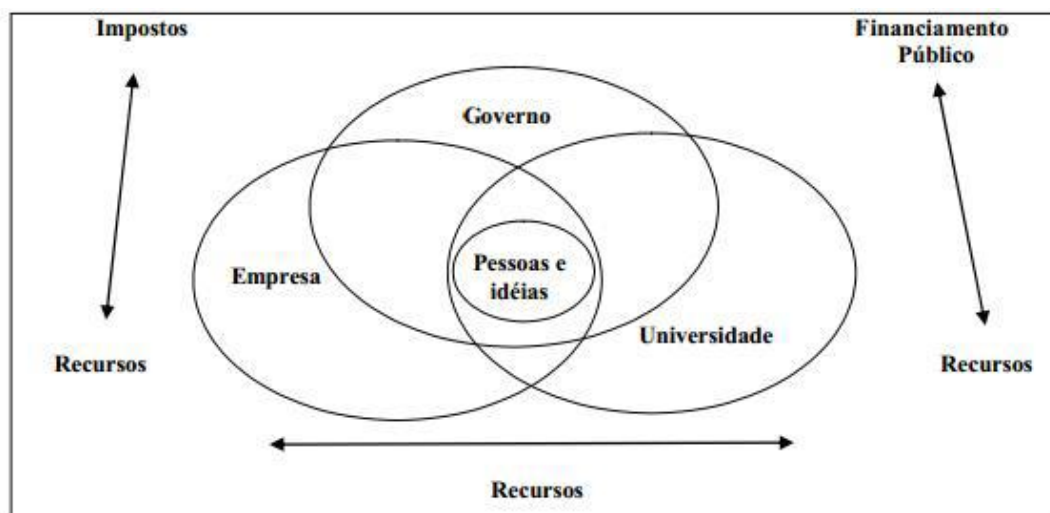 Impostos
Financiamento
Público
Governo
Empresa
Pessoas e
idéias
Universidade
Recursos
Recursos
Recursos